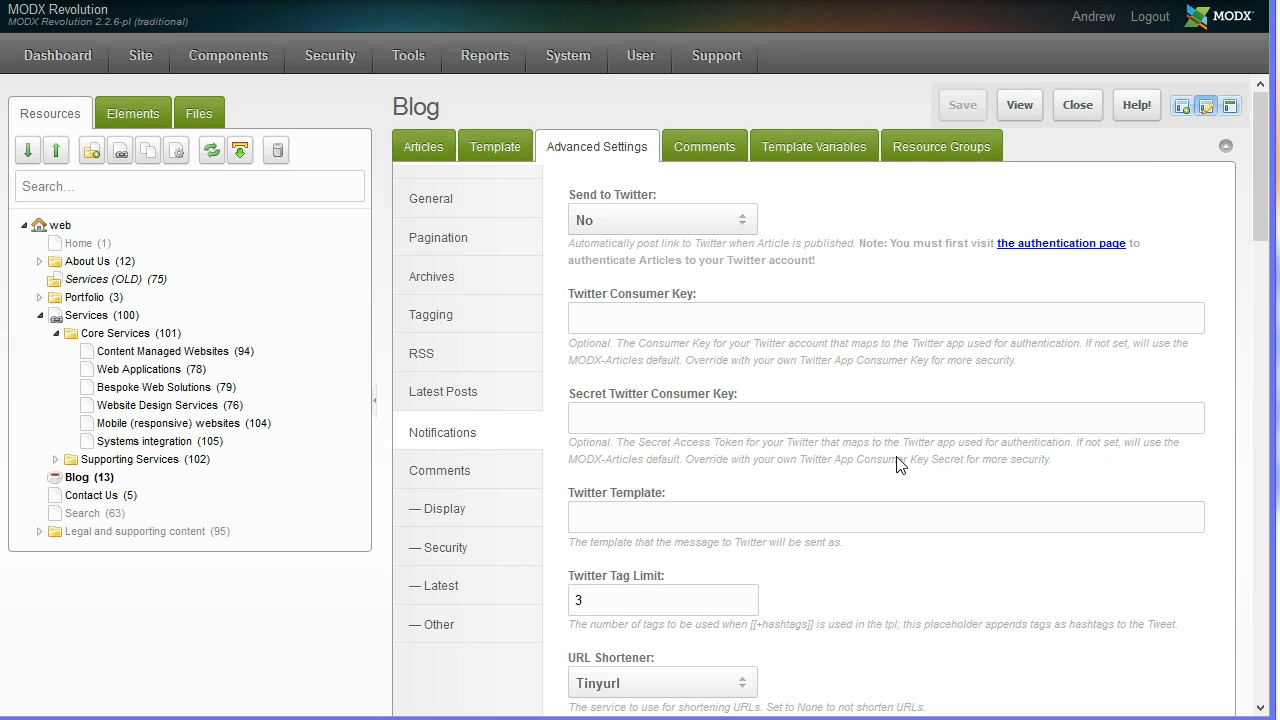 MODX Revolution
MODX Revolution 2.2.6-pl (traditional)
Andrew Logout MODX
Dashboard Site Components Security Tools Reports System User Support
Resources Elements Files
Search...
web
Home (1)
About Us (12)
Services (OLD) (75)
Portfolio (3)
Services (100)
Core Services (101)
Content Managed Websites (94)
Web Applications (78)
Bespoke Web Solutions (79)
Website Design Services (76)
Mobile (responsive) websites (104)
Systems integration (105)
Supporting Services (102)
Blog (13)
Contact Us (5)
Search (63)
Legal and supporting content (95)
Blog
Save View Close Help!
Articles Template Advanced Settings Comments Template Variables Resource Groups
General
Pagination
Archives
Tagging
RSS
Latest Posts
Notifications
Comments
— Display
— Security
— Latest
— Other
Send to Twitter:
No
Automatically post link to Twitter when Article is published. Note: You must first visit the authentication page to
authenticate Articles to your Twitter account!
Twitter Consumer Key:
Optional. The Consumer Key for your Twitter account that maps to the Twitter app used for authentication. If not set, will use the
MODX-Articles default. Override with your own Twitter App Consumer Key for more security.
Secret Twitter Consumer Key:
Optional. The Secret Access Token for your Twitter that maps to the Twitter app used for authentication. If not set, will use the
MODX-Articles default. Override with your own Twitter App Consumer Key Secret for more security.
Twitter Template:
The template that the message to Twitter will be sent as.
Twitter Tag Limit:
3
The number of tags to be used when [[+hashtags]] is used in the tpl; this placeholder appends tags as hashtags to the Tweet.
URL Shortener:
Tinyurl
The service to use for shortening URLs. Set to None to not shorten URLs.